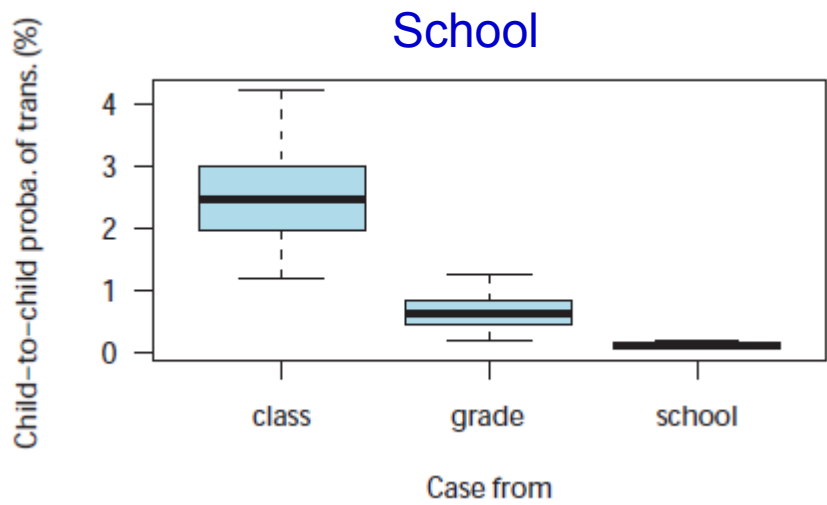 School
Child-to-child proba. of trans. (%)
4
3
2
1
0
class grade school
Case from